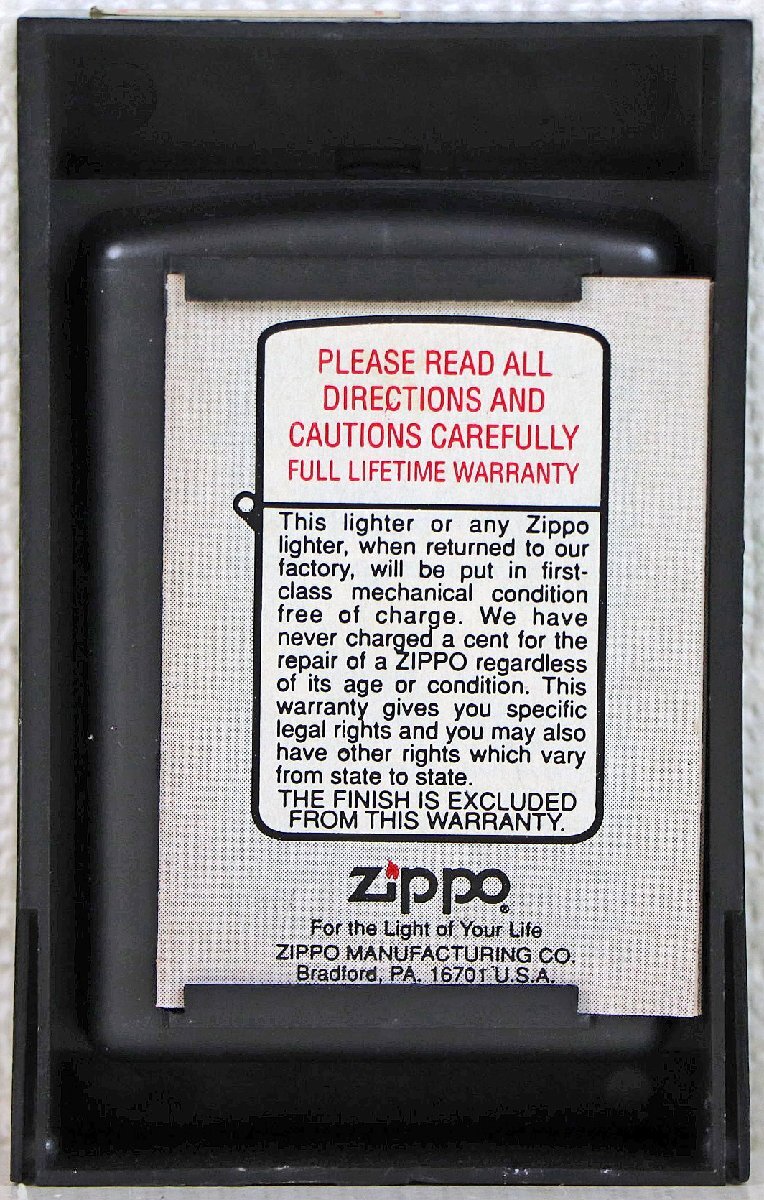 PLEASE READ ALL
DIRECTIONS AND
CAUTIONS CAREFULLY
FULL LIFETIME WARRANTY
This lighter or any Zippo
lighter, when returned to our
factory, will be put in first-
class mechanical condition
free of charge. We have
never charged a cent for the
repair of a ZIPPO regardless
of its age or condition. This
warranty gives you specific
legal rights and you may also
have other rights which vary
from state to state.
THE FINISH IS EXCLUDED
FROM THIS WARRANTY.
zippo®
For the Light of Your Life
ZIPPO MANUFACTURING CO.
Bradford, PA. 16701 U.S.A.